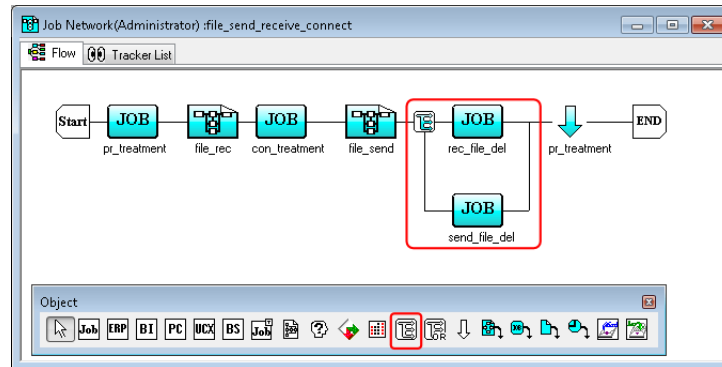 Job Network(Administrator) :file_send_receive_connect
Flow Tracker List
Start JOB JOB JOB END
pr_treatment file_rec con_treatment file_send rec_file_del pr_treatment
JOB
send_file_del
Object
Job ERP BI PC UCX BS Job OR